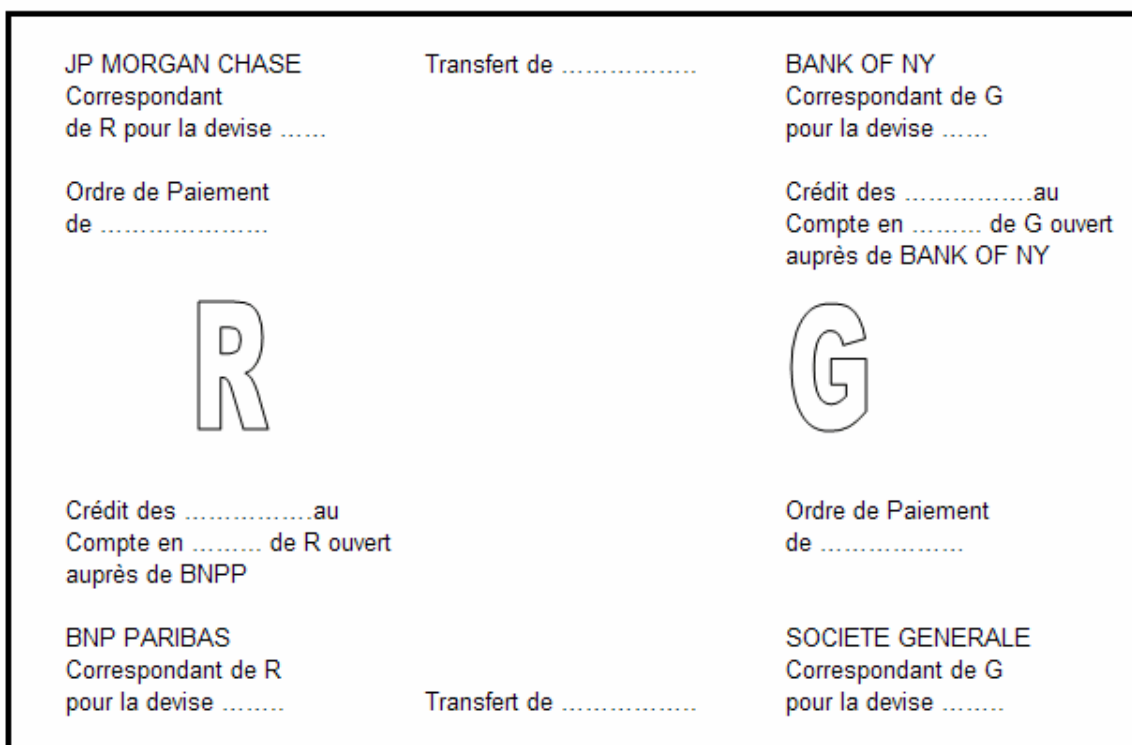 JP MORGAN CHASE
Correspondant
de R pour la devise ……
Transfert de ……………..
BANK OF NY
Correspondant de G
pour la devise ……
Ordre de Paiement
de …………………
Crédit des …………….au
Compte en ……… de G ouvert
auprès de BANK OF NY
R
G
Crédit des …………….au
Compte en ……… de R ouvert
auprès de BNPP
Ordre de Paiement
de ………………
BNP PARIBAS
Correspondant de R
pour la devise ……..
Transfert de ……………..
SOCIETE GENERALE
Correspondant de G
pour la devise ……..